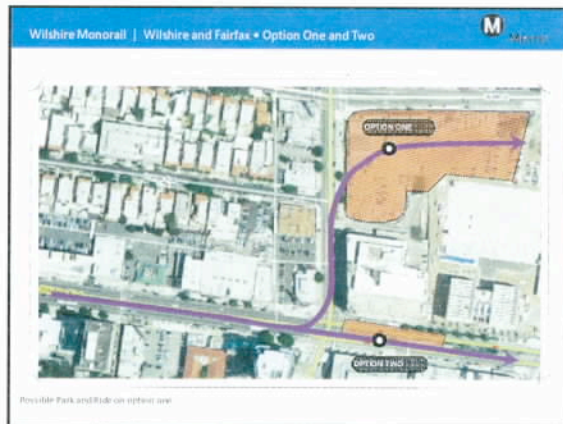 Wilshire Monorail | Wilshire and Fairfax • Option One and Two
M
Metro
OPTION ONE
OPTION TWO
Possible Park and Ride on option one